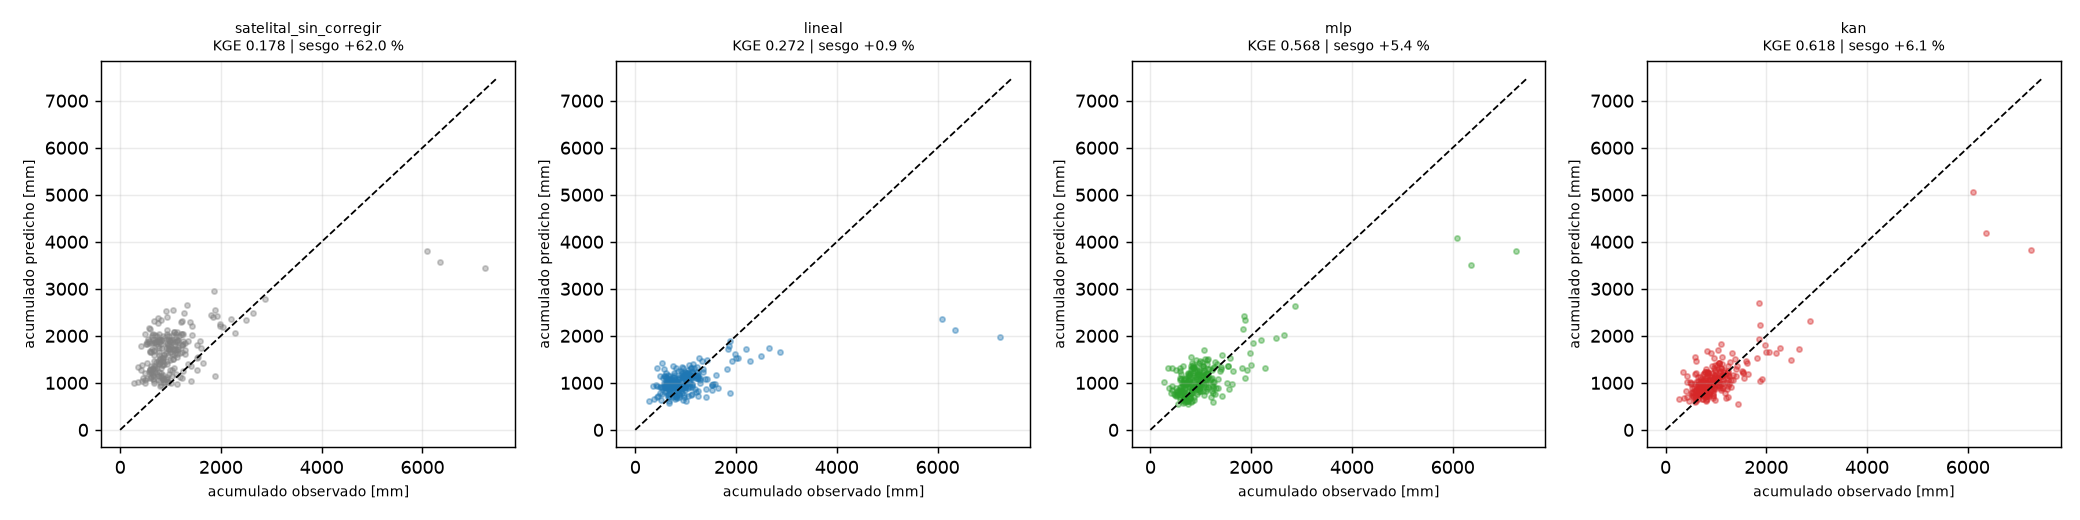 satelital_sin_corregir
KGE 0.178 | sesgo +62.0 %
acumulado predicho [mm]
7000
6000
5000
4000
3000
2000
1000
0
0 2000 4000 6000
acumulado observado [mm]
lineal
KGE 0.272 | sesgo +0.9 %
acumulado predicho [mm]
7000
6000
5000
4000
3000
2000
1000
0
0 2000 4000 6000
acumulado observado [mm]
mlp
KGE 0.568 | sesgo +5.4 %
acumulado predicho [mm]
7000
6000
5000
4000
3000
2000
1000
0
0 2000 4000 6000
acumulado observado [mm]
kan
KGE 0.618 | sesgo +6.1 %
acumulado predicho [mm]
7000
6000
5000
4000
3000
2000
1000
0
0 2000 4000 6000
acumulado observado [mm]